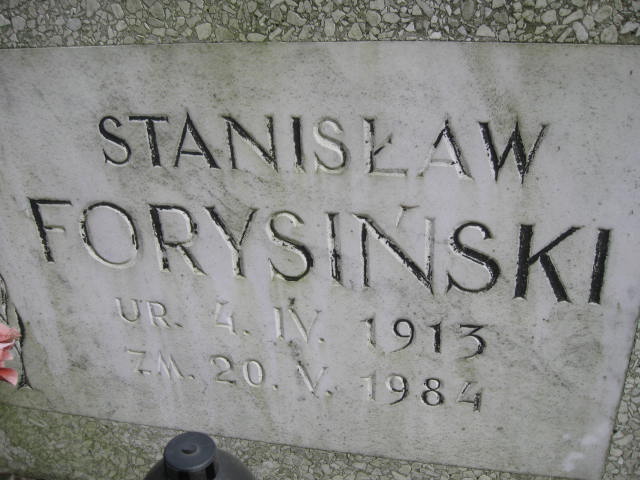 STANISŁAW
FORYSIŃSKI
UR. 4. IV. 1913
ZM. 20. V. 1984